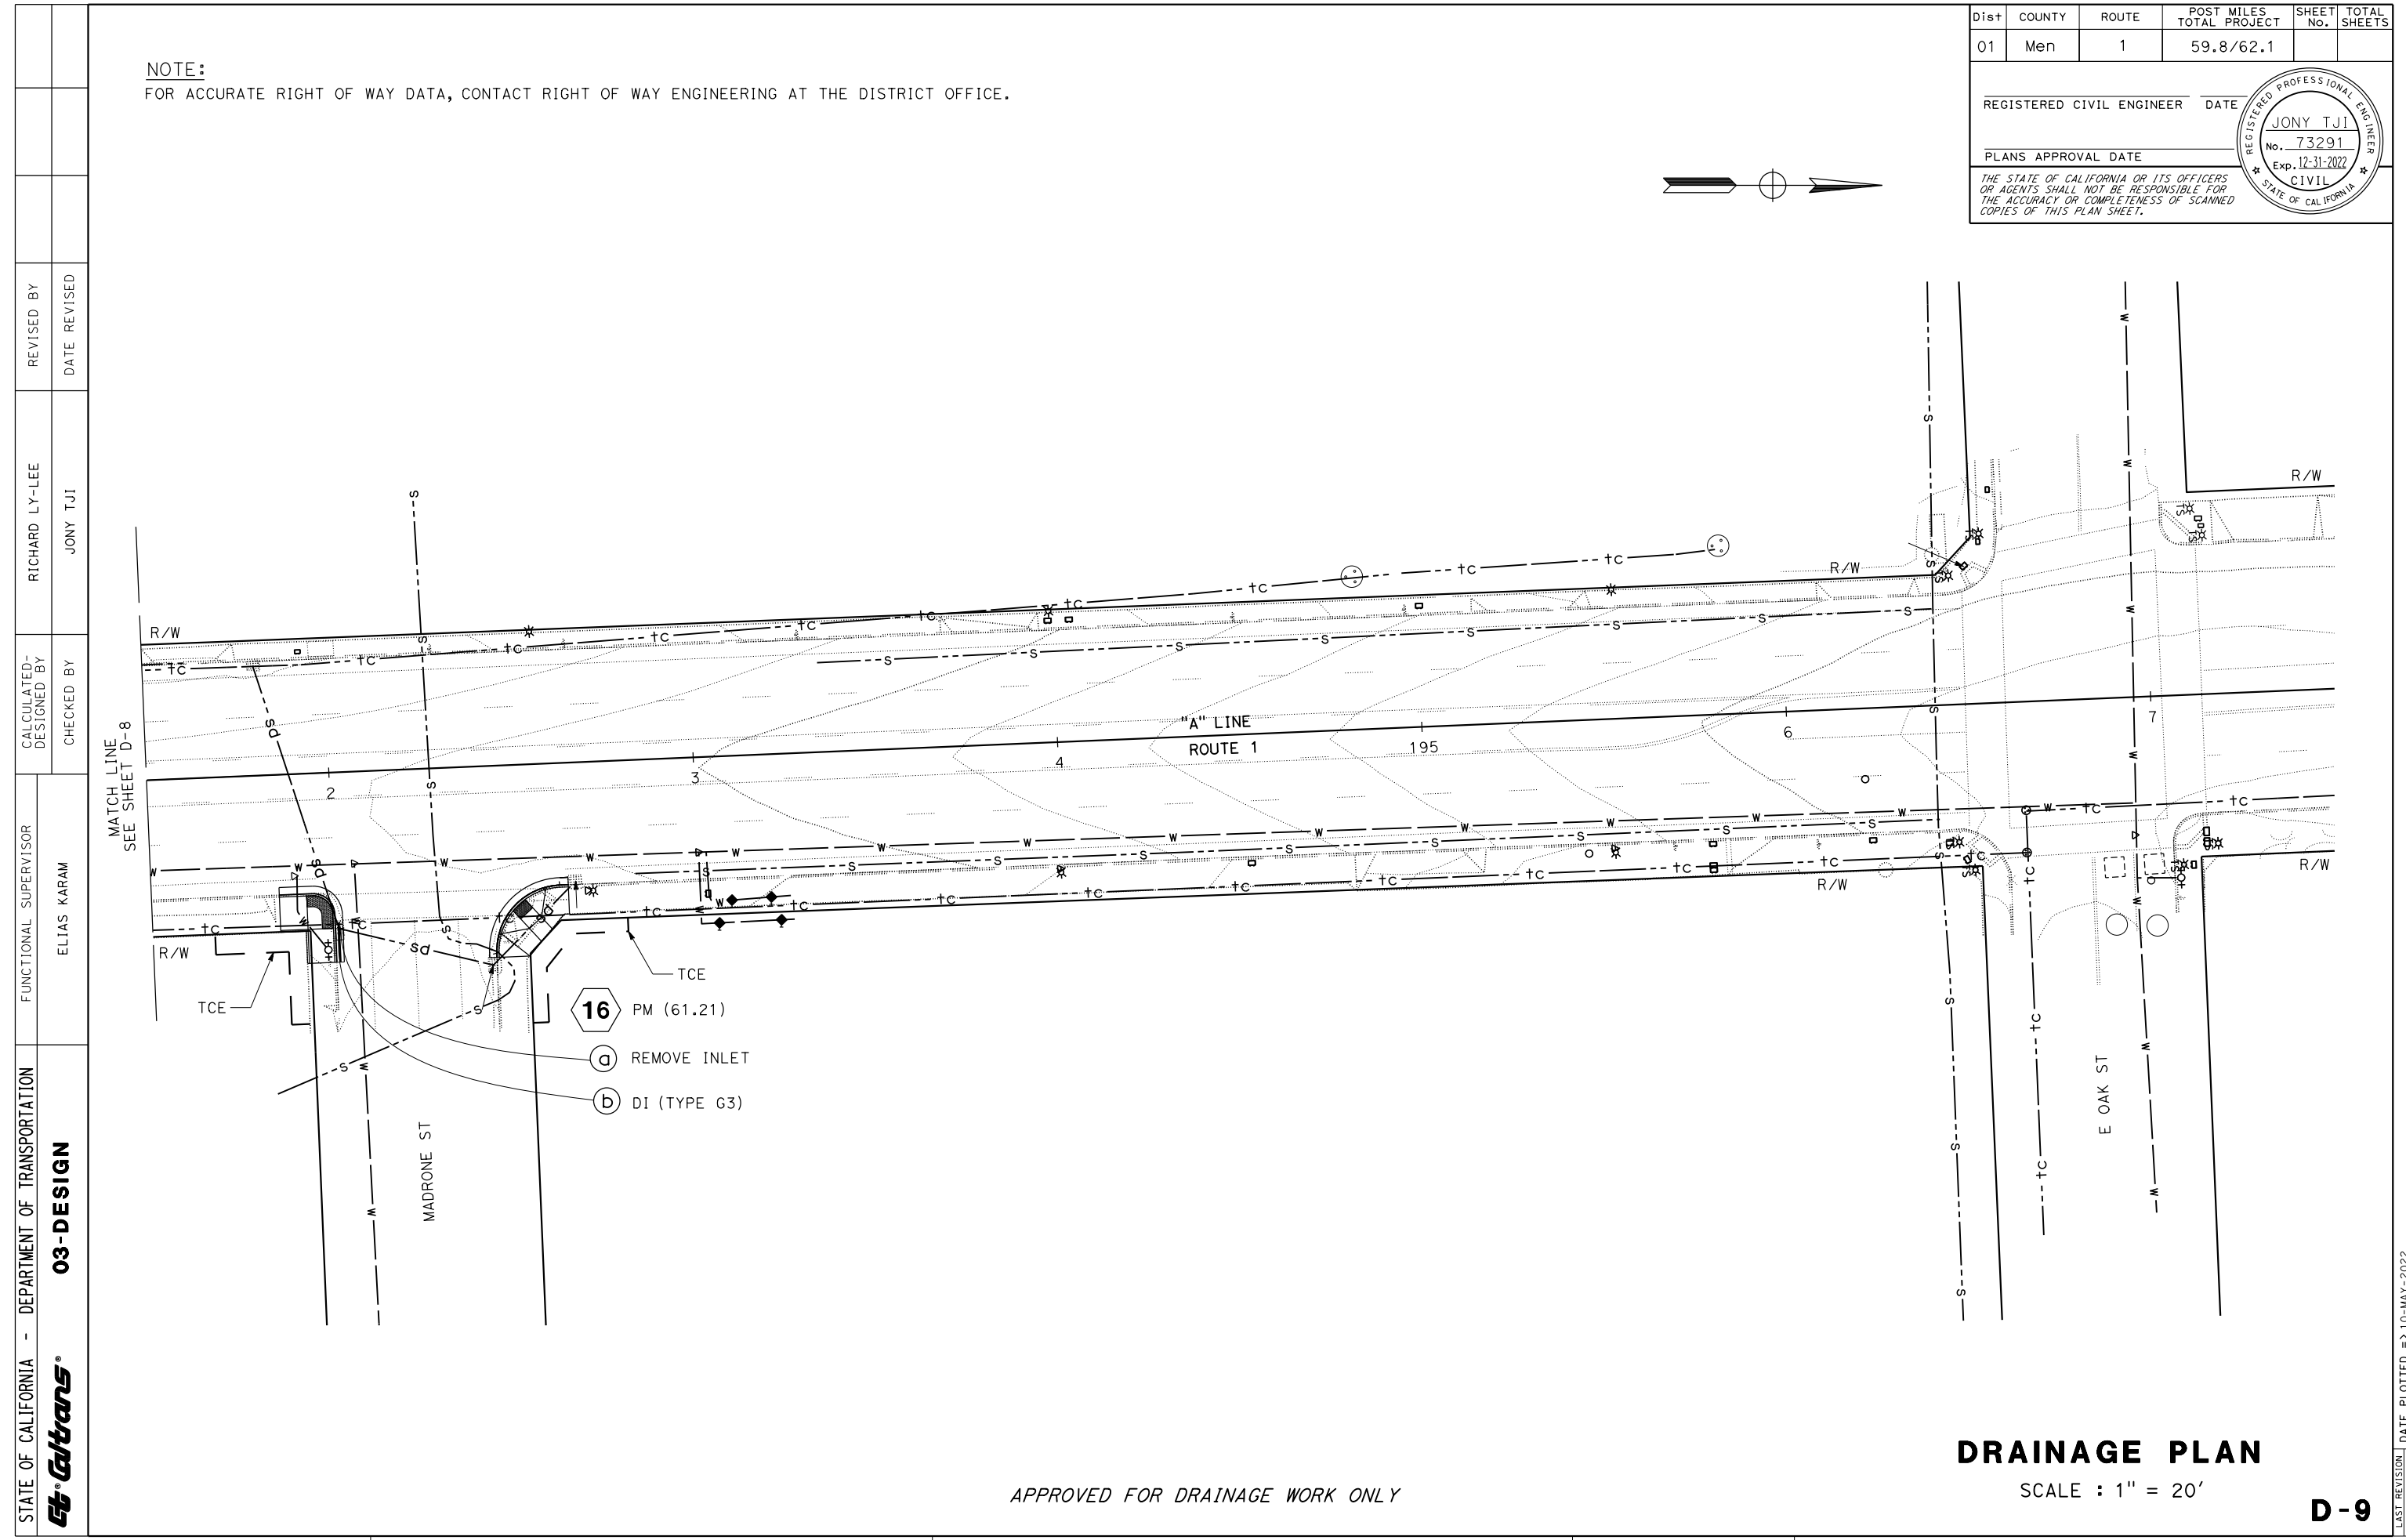 Dist COUNTY ROUTE POST MILES TOTAL PROJECT SHEET No. TOTAL SHEETS
01 Men 1 59.8/62.1
REGISTERED CIVIL ENGINEER DATE
PLANS APPROVAL DATE
THE STATE OF CALIFORNIA OR ITS OFFICERS
OR AGENTS SHALL NOT BE RESPONSIBLE FOR
THE ACCURACY OR COMPLETENESS OF SCANNED
COPIES OF THIS PLAN SHEET.
REGISTERED PROFESSIONAL ENGINEER
JONY TJI
No. 73291
Exp. 12-31-2022
CIVIL
STATE OF CALIFORNIA
NOTE:
FOR ACCURATE RIGHT OF WAY DATA, CONTACT RIGHT OF WAY ENGINEERING AT THE DISTRICT OFFICE.
REVISED BY
DATE REVISED
RICHARD LY-LEE
JONY TJI
CALCULATED-
DESIGNED BY
CHECKED BY
FUNCTIONAL SUPERVISOR
ELIAS KARAM
STATE OF CALIFORNIA - DEPARTMENT OF TRANSPORTATION
03-DESIGN
Caltrans
MATCH LINE
SEE SHEET D-8
R/W
R/W
R/W
R/W
R/W
R/W
"A" LINE
ROUTE 1
2
3
4
195
6
7
TCE
TCE
16 PM (61.21)
a REMOVE INLET
b DI (TYPE G3)
MADRONE ST
E OAK ST
APPROVED FOR DRAINAGE WORK ONLY
DRAINAGE PLAN
SCALE : 1" = 20'
D-9
LAST REVISION
DATE PLOTTED => 10-MAY-2022